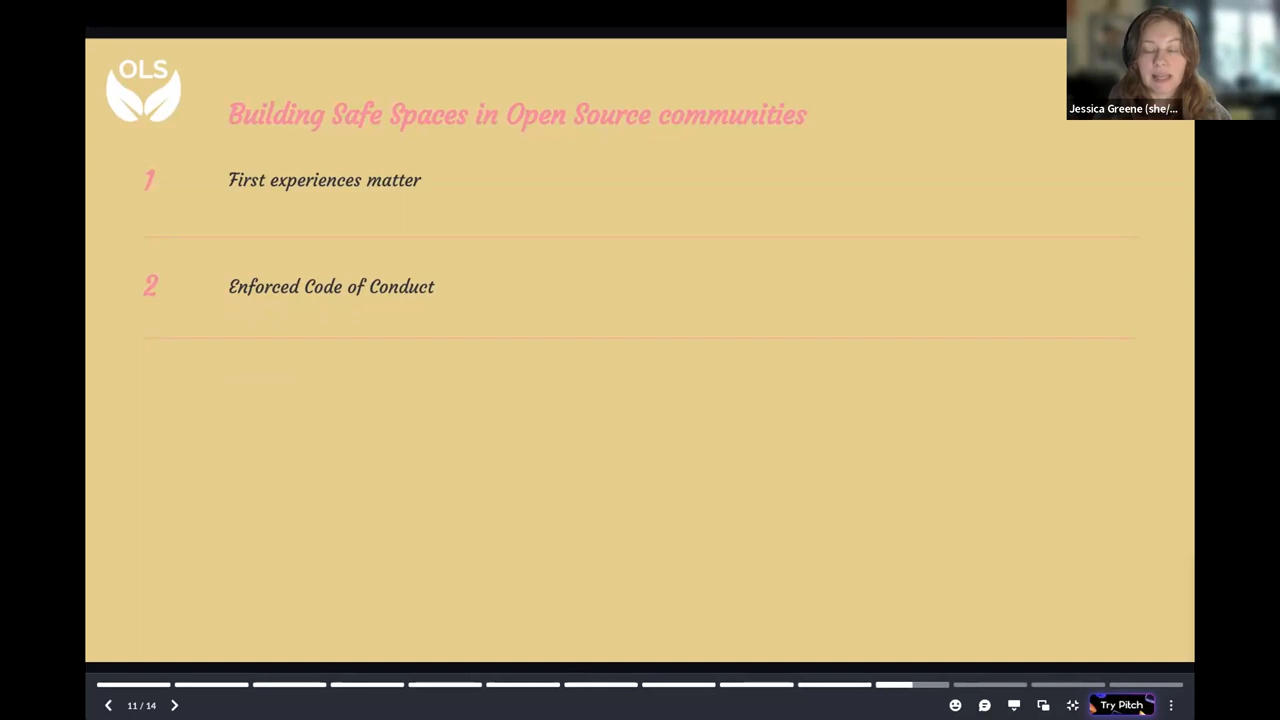 OLS
Building Safe Spaces in Open Source communities
1
First experiences matter
2
Enforced Code of Conduct
Jessica Greene (she/...
11 / 14
Try Pitch